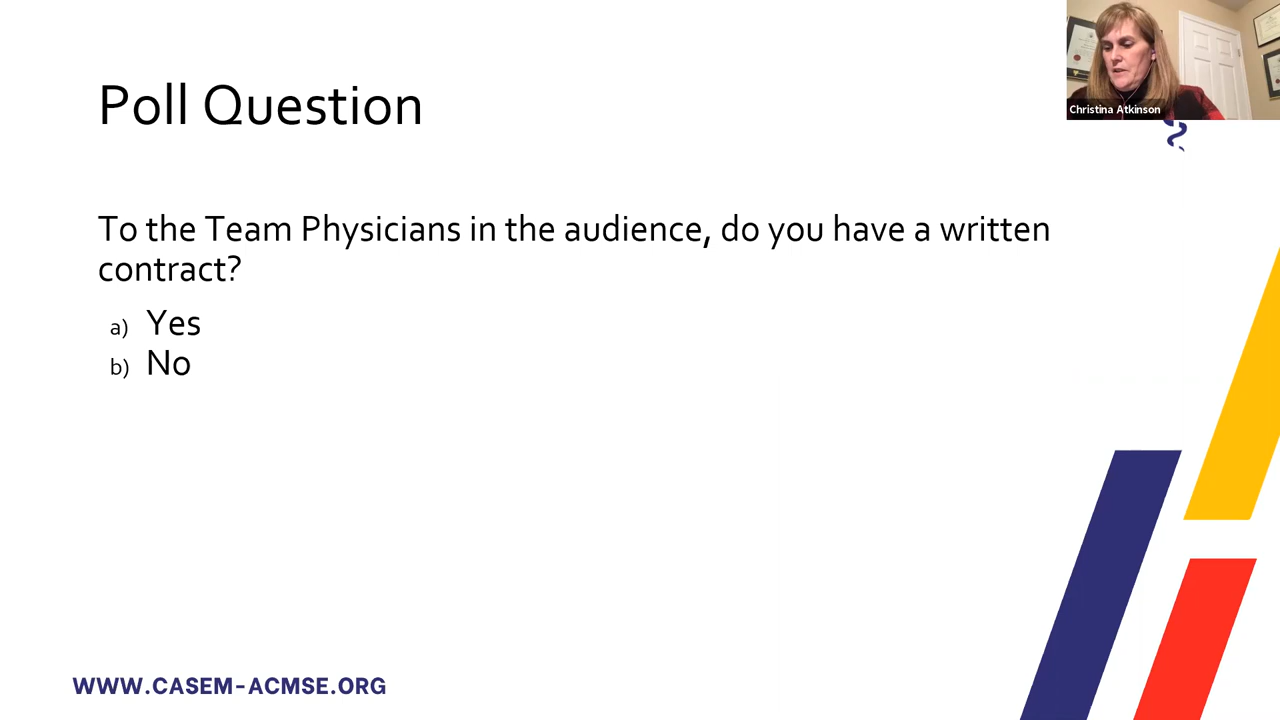 Poll Question
Christina Atkinson
To the Team Physicians in the audience, do you have a written
contract?
a) Yes
b) No
WWW.CASEM-ACMSE.ORG